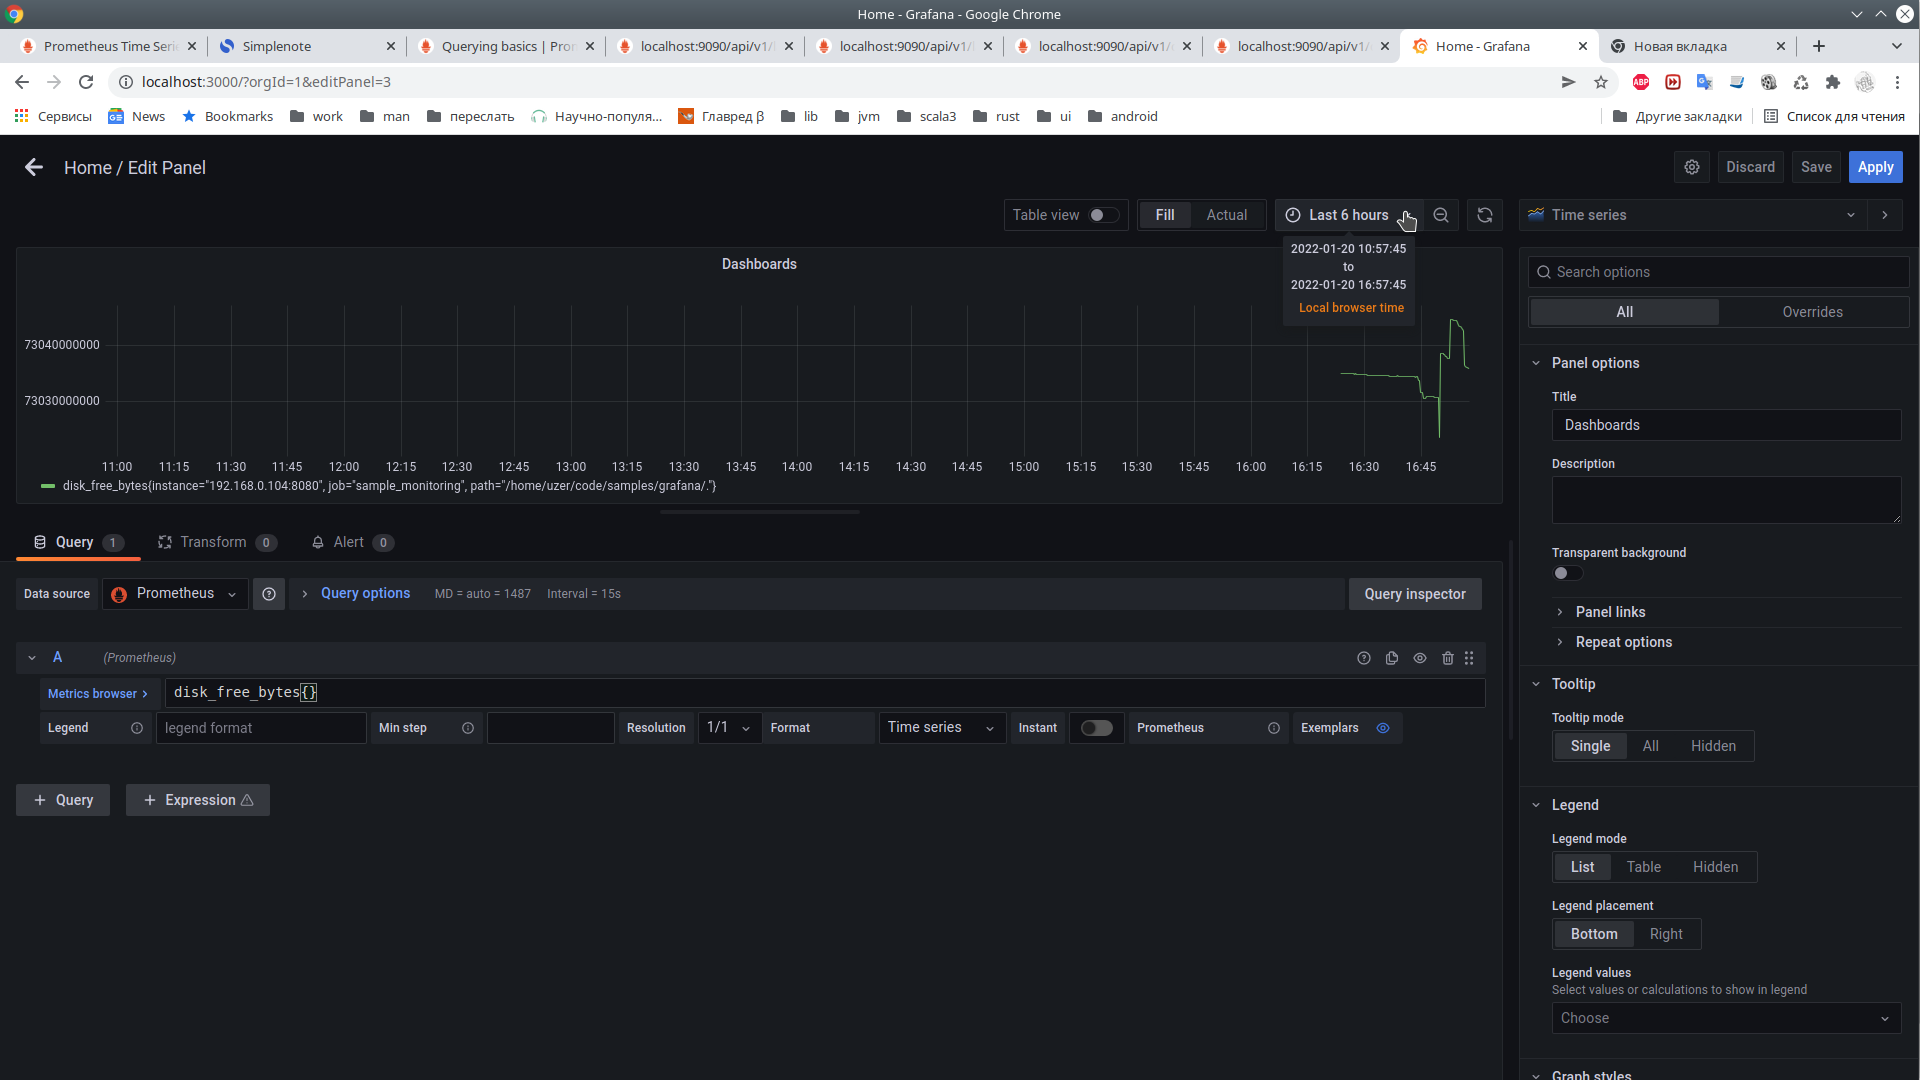 Home - Grafana - Google Chrome
Prometheus Time Seri
Simplenote
Querying basics | Pro
localhost:9090/api/v1/
localhost:9090/api/v1/
localhost:9090/api/v1/
localhost:9090/api/v1/
Home - Grafana
Новая вкладка
localhost:3000/?orgId=1&editPanel=3
ABP
Сервисы
News
Bookmarks
work
man
переслать
Научно-популя...
Главред β
lib
jvm
scala3
rust
ui
android
Другие закладки
Список для чтения
Home / Edit Panel
Discard
Save
Apply
Table view
Fill
Actual
Last 6 hours
Time series
2022-01-20 10:57:45
to
2022-01-20 16:57:45
Local browser time
Dashboards
73040000000
73030000000
11:00 11:15 11:30 11:45 12:00 12:15 12:30 12:45 13:00 13:15 13:30 13:45 14:00 14:15 14:30 14:45 15:00 15:15 15:30 15:45 16:00 16:15 16:30 16:45
disk_free_bytes{instance="192.168.0.104:8080", job="sample_monitoring", path="/home/uzer/code/samples/grafana/."}
Query 1
Transform 0
Alert 0
Data source
Prometheus
Query options
MD = auto = 1487
Interval = 15s
Query inspector
A
(Prometheus)
Metrics browser
disk_free_bytes{}
Legend
legend format
Min step
Resolution
1/1
Format
Time series
Instant
Prometheus
Exemplars
+ Query
+ Expression
Search options
All
Overrides
Panel options
Title
Dashboards
Description
Transparent background
Panel links
Repeat options
Tooltip
Tooltip mode
Single
All
Hidden
Legend
Legend mode
List
Table
Hidden
Legend placement
Bottom
Right
Legend values
Select values or calculations to show in legend
Choose
Graph styles